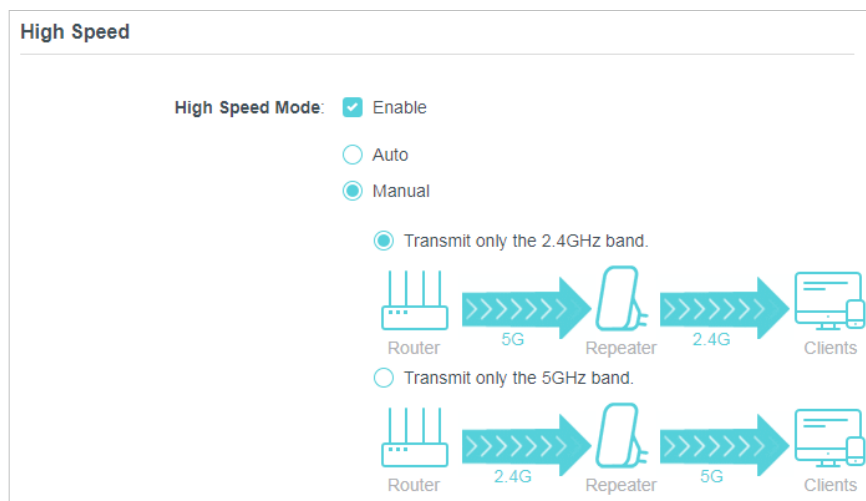 High Speed
High Speed Mode: Enable
Auto
Manual
Transmit only the 2.4GHz band.
5G 2.4G
Router Repeater Clients
Transmit only the 5GHz band.
2.4G 5G
Router Repeater Clients